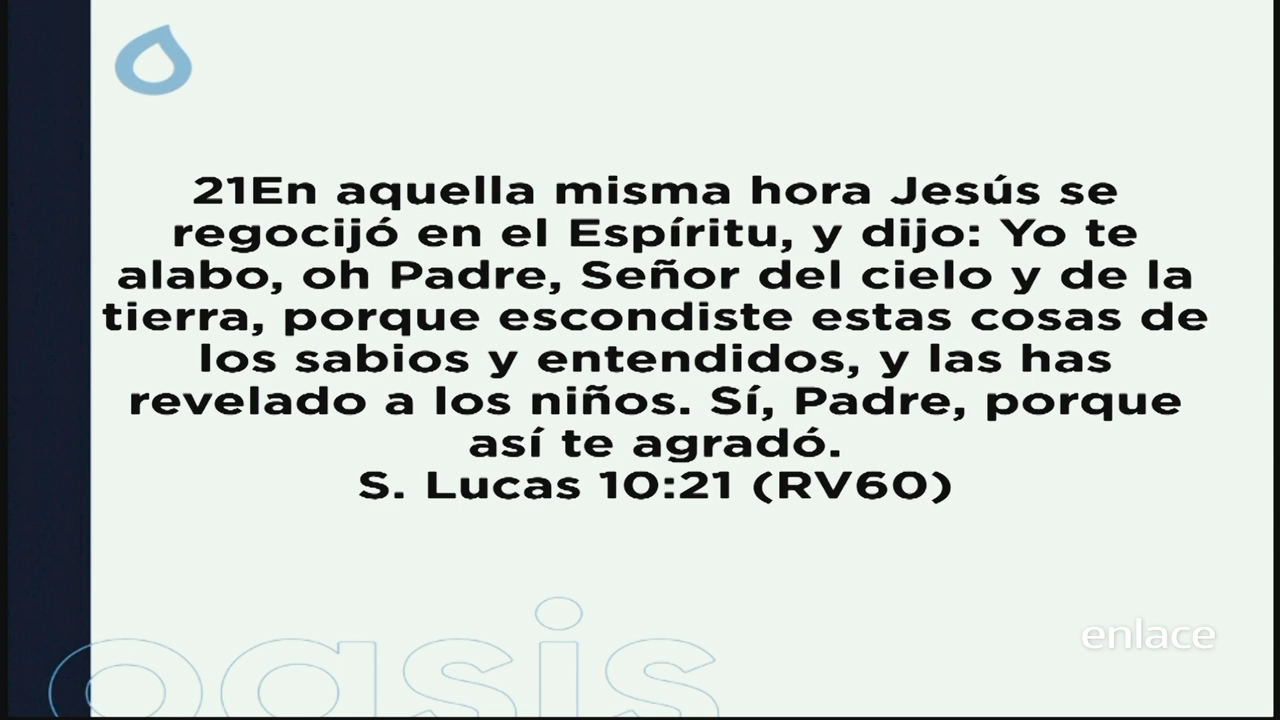 21En aquella misma hora Jesús se
regocijó en el Espíritu, y dijo: Yo te
alabo, oh Padre, Señor del cielo y de la
tierra, porque escondiste estas cosas de
los sabios y entendidos, y las has
revelado a los niños. Sí, Padre, porque
así te agradó.
S. Lucas 10:21 (RV60)
enlace
oasis